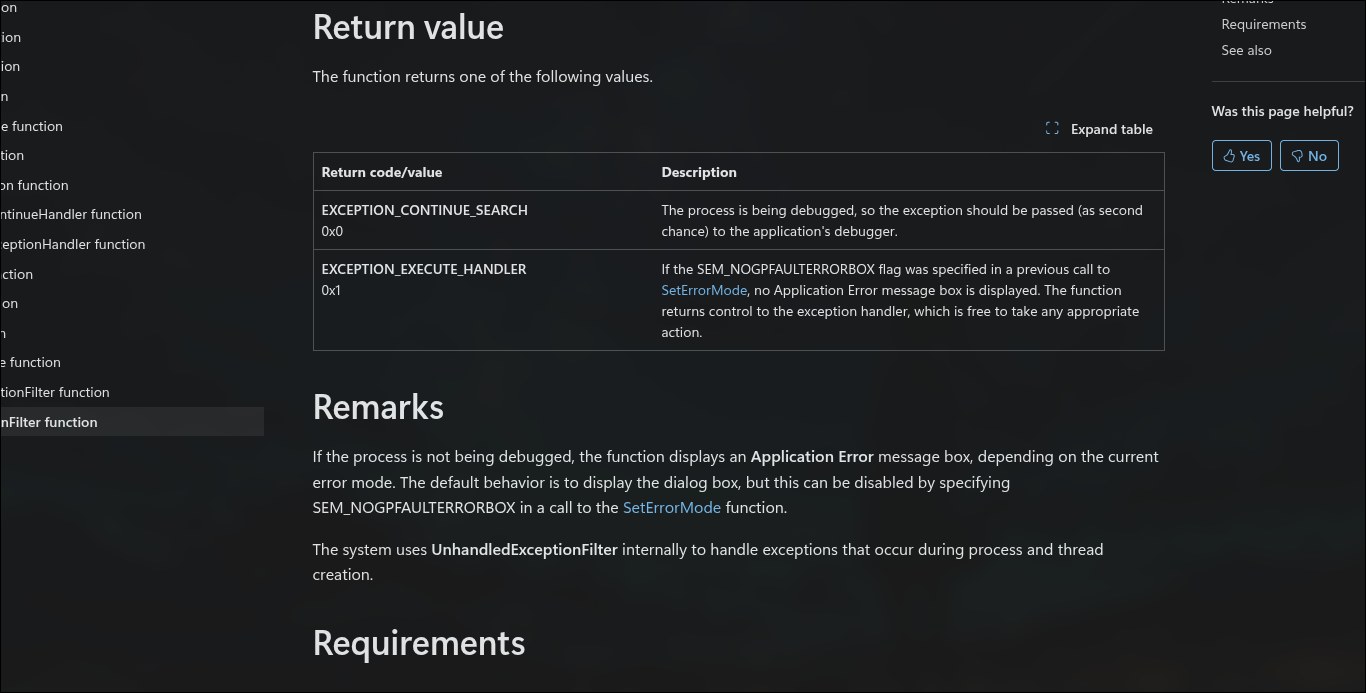 on
ion
ion
n
e function
tion
on function
ntinueHandler function
ceptionHandler function
ction
on
n
e function
tionFilter function
nFilter function
Return value
The function returns one of the following values.
Expand table
Return code/value
Description
EXCEPTION_CONTINUE_SEARCH
0x0
The process is being debugged, so the exception should be passed (as second
chance) to the application's debugger.
EXCEPTION_EXECUTE_HANDLER
0x1
If the SEM_NOGPFAULTERRORBOX flag was specified in a previous call to
SetErrorMode, no Application Error message box is displayed. The function
returns control to the exception handler, which is free to take any appropriate
action.
Remarks
If the process is not being debugged, the function displays an Application Error message box, depending on the current
error mode. The default behavior is to display the dialog box, but this can be disabled by specifying
SEM_NOGPFAULTERRORBOX in a call to the SetErrorMode function.
The system uses UnhandledExceptionFilter internally to handle exceptions that occur during process and thread
creation.
Requirements
Remarks
Requirements
See also
Was this page helpful?
Yes
No